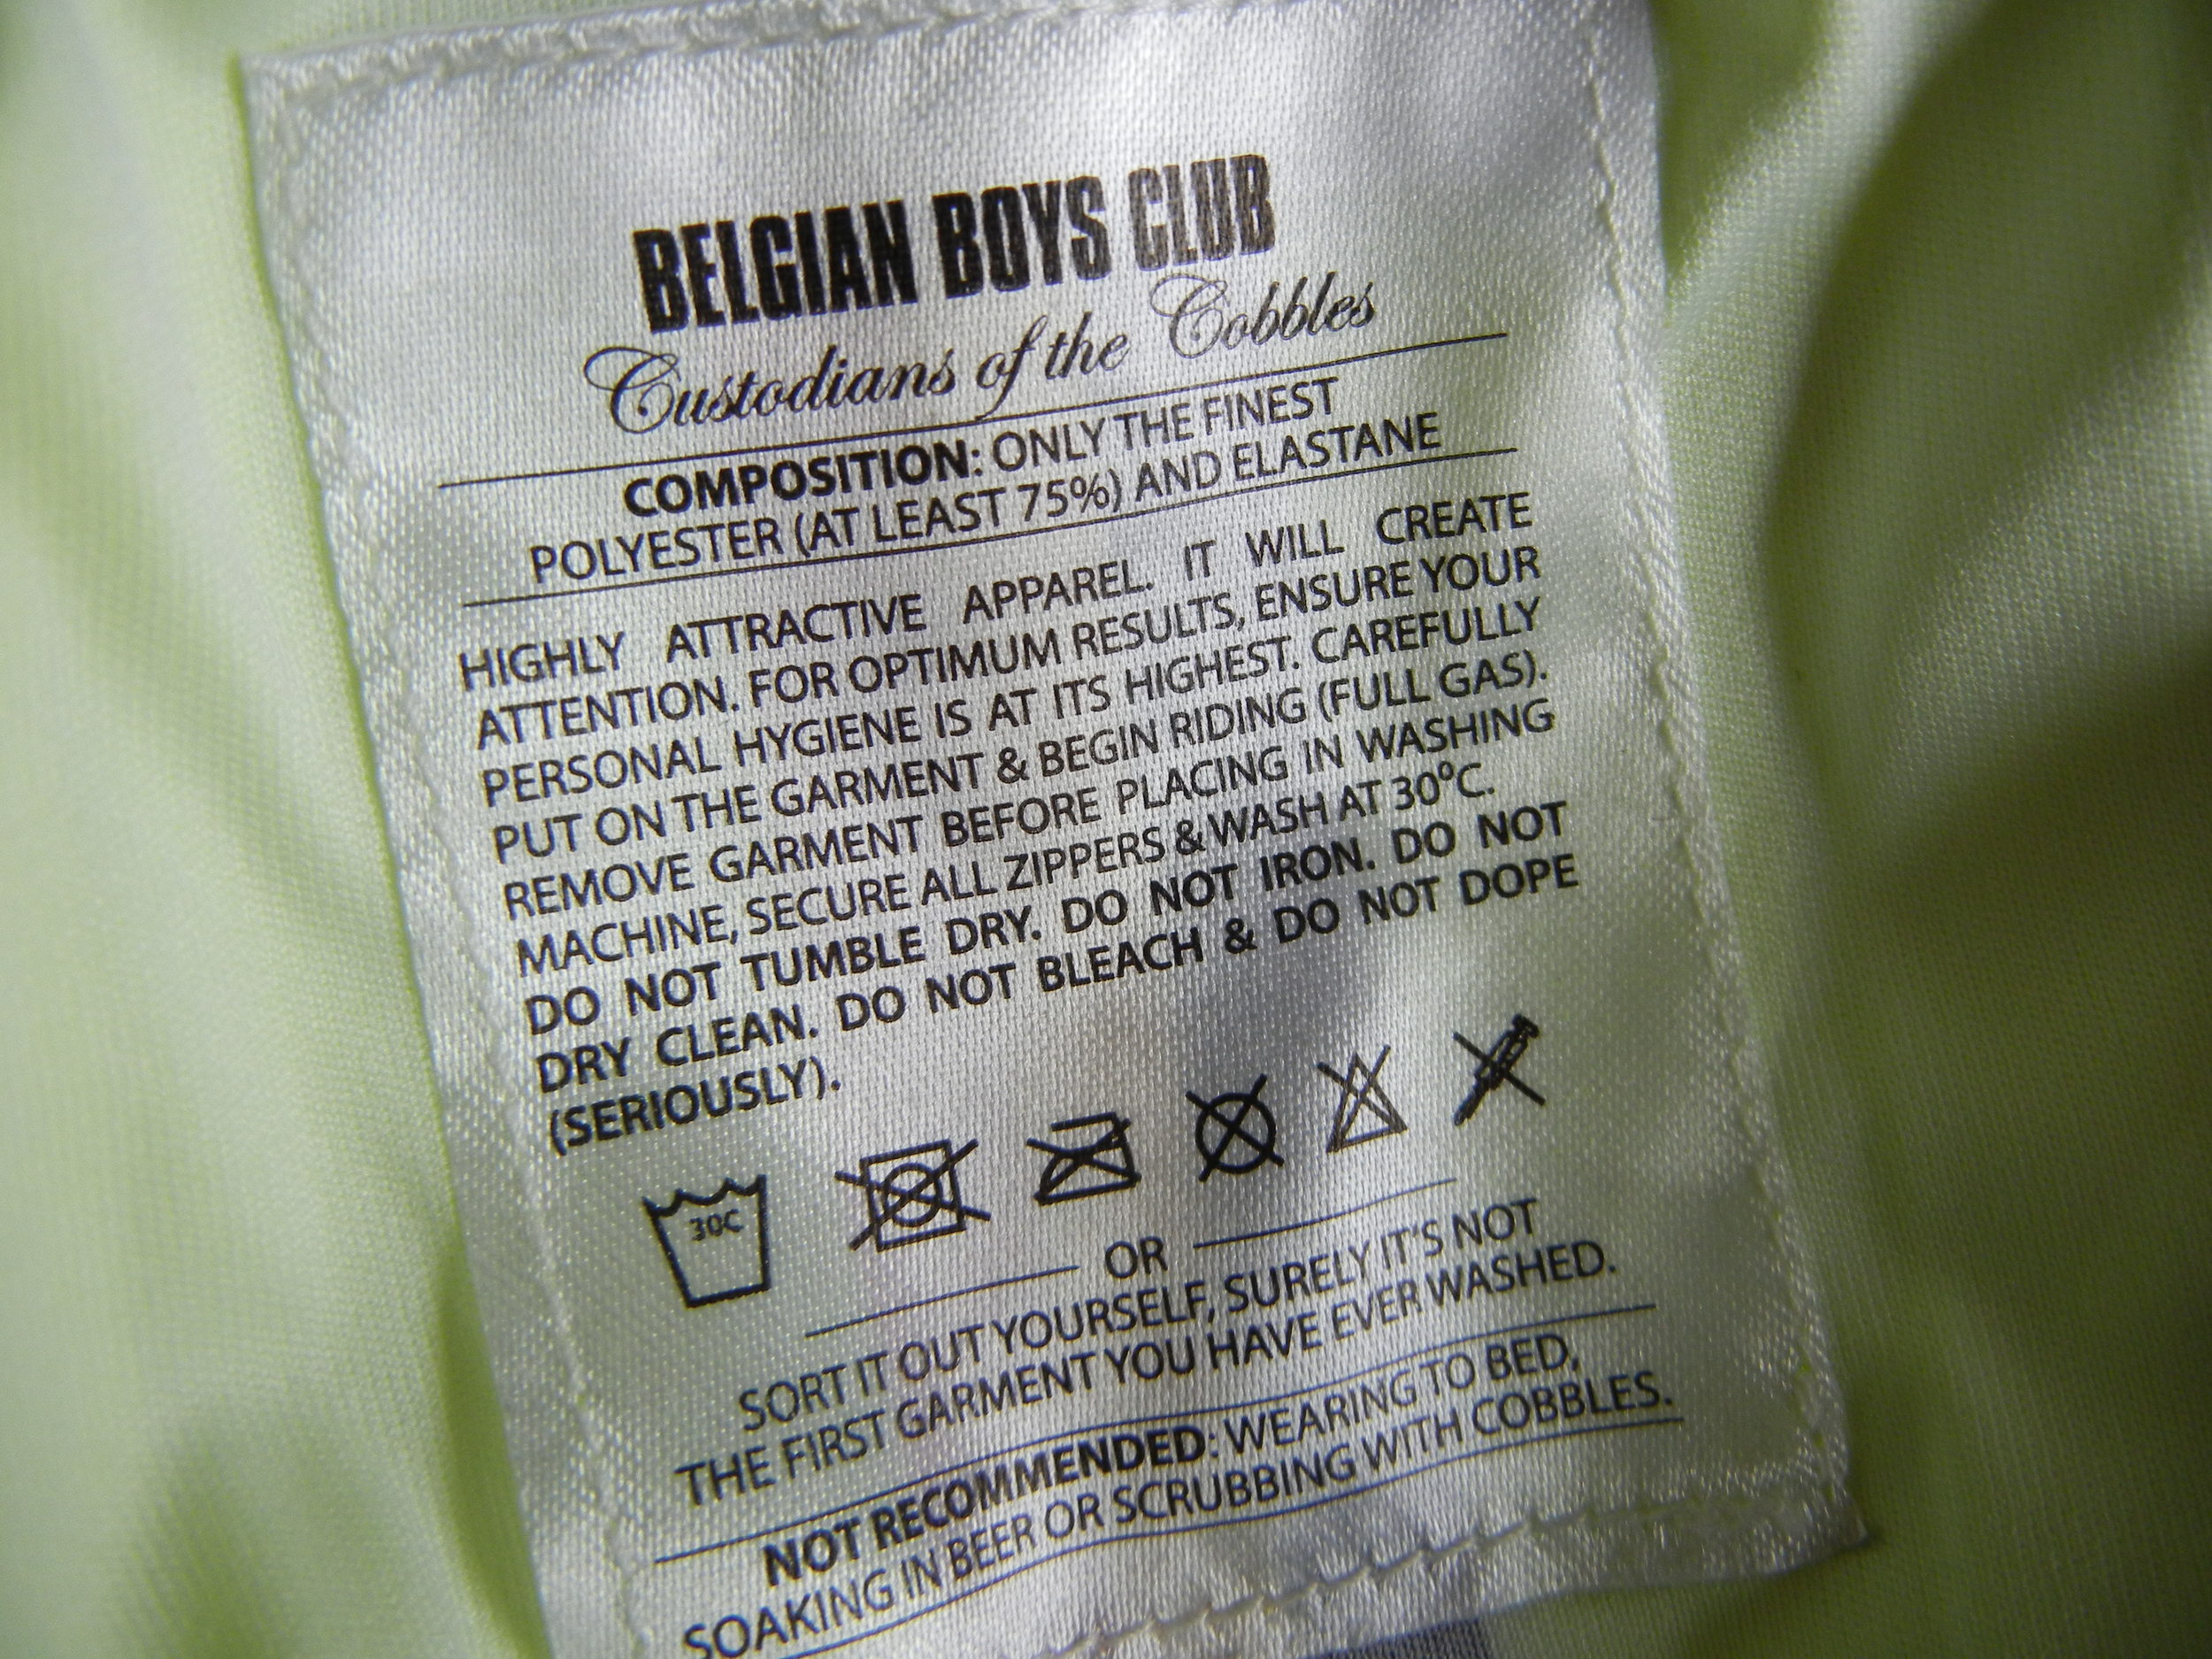 BELGIAN BOYS CLUB
Custodians of the Cobbles
COMPOSITION: ONLY THE FINEST
POLYESTER (AT LEAST 75%) AND ELASTANE
HIGHLY ATTRACTIVE APPAREL. IT WILL CREATE
ATTENTION. FOR OPTIMUM RESULTS, ENSURE YOUR
PERSONAL HYGIENE IS AT ITS HIGHEST. CAREFULLY
PUT ON THE GARMENT & BEGIN RIDING (FULL GAS).
REMOVE GARMENT BEFORE PLACING IN WASHING
MACHINE, SECURE ALL ZIPPERS & WASH AT 30°C.
DO NOT TUMBLE DRY. DO NOT IRON. DO NOT
DRY CLEAN. DO NOT BLEACH & DO NOT DOPE
(SERIOUSLY).
30C
OR
SORT IT OUT YOURSELF, SURELY IT'S NOT
THE FIRST GARMENT YOU HAVE EVER WASHED.
NOT RECOMMENDED: WEARING TO BED,
SOAKING IN BEER OR SCRUBBING WITH COBBLES.